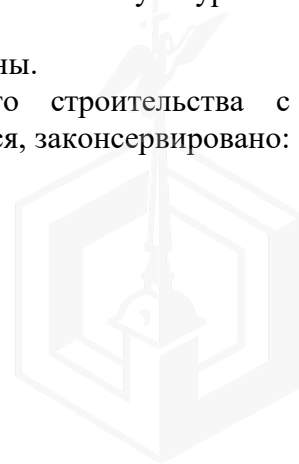 ны.
го строительства с
ся, законсервировано: